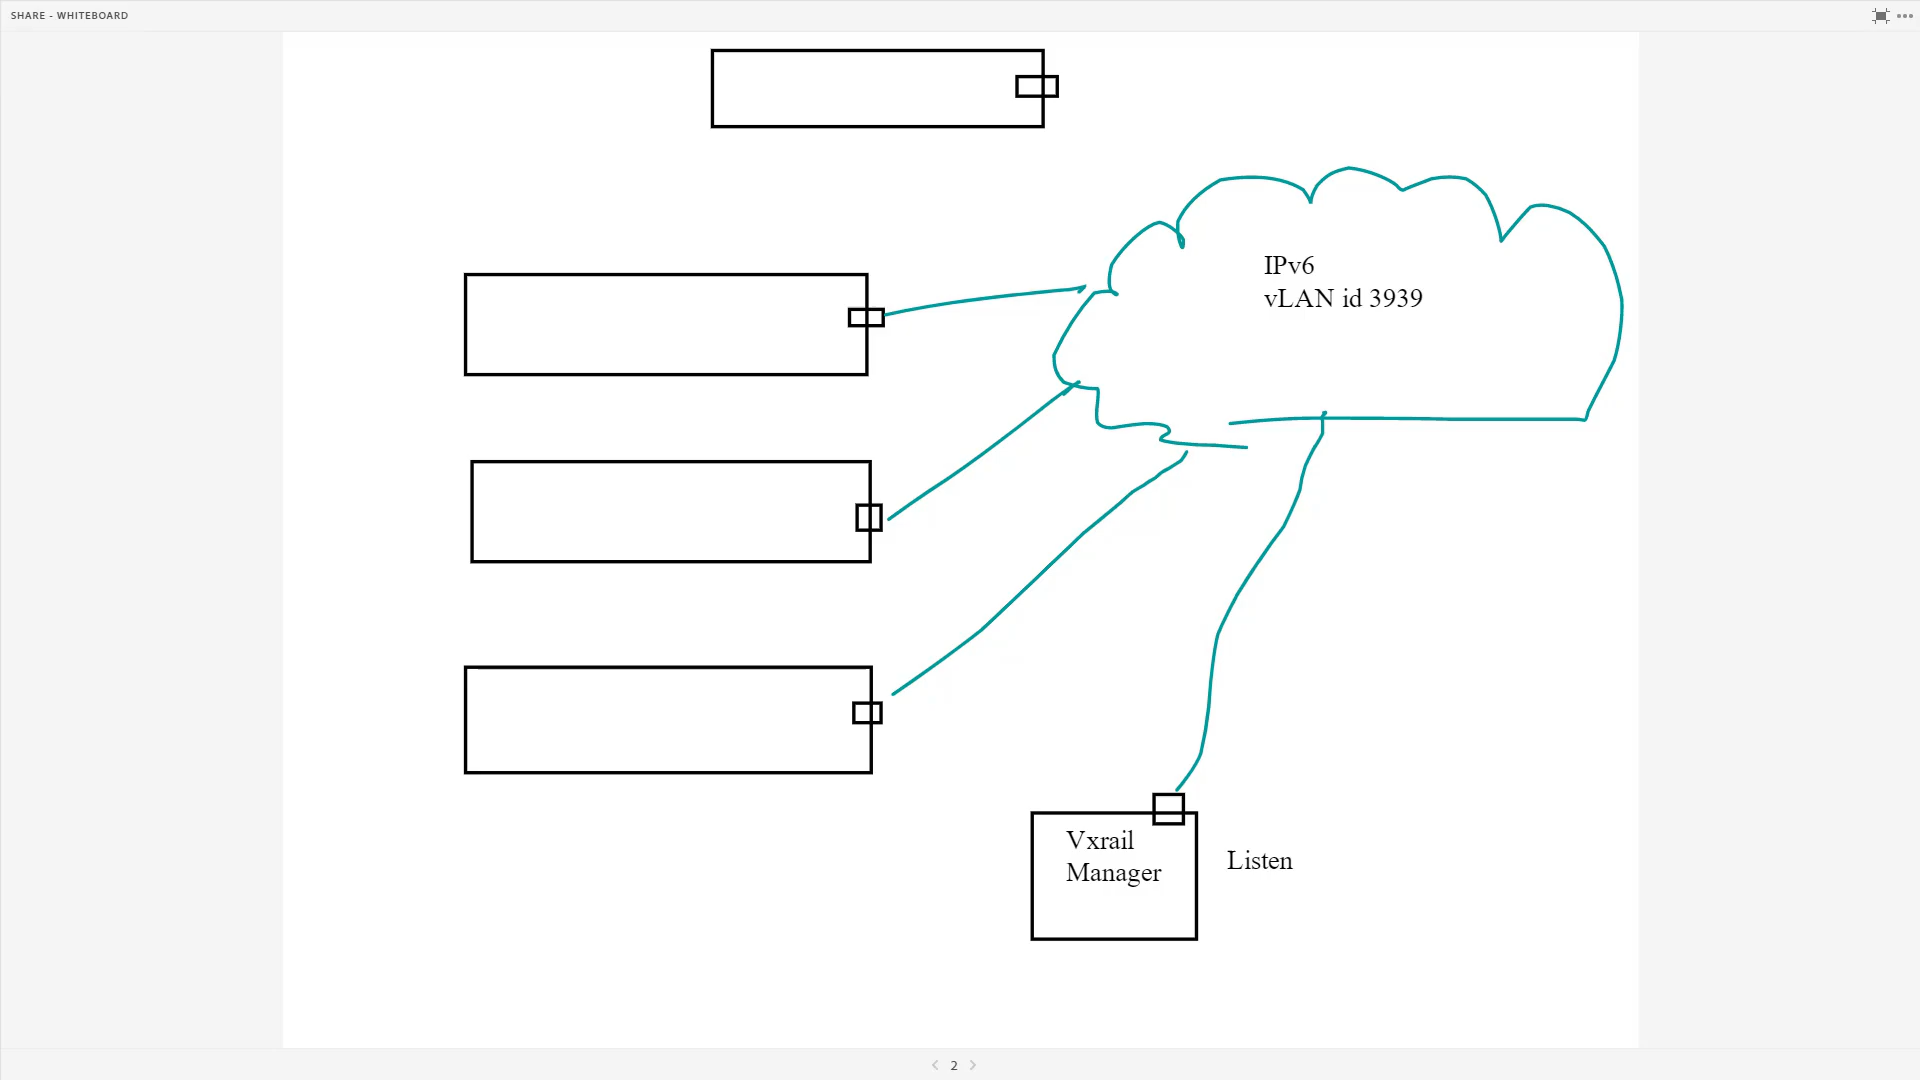 SHARE - WHITEBOARD
IPv6
vLAN id 3939
Vxrail
Manager
Listen
2